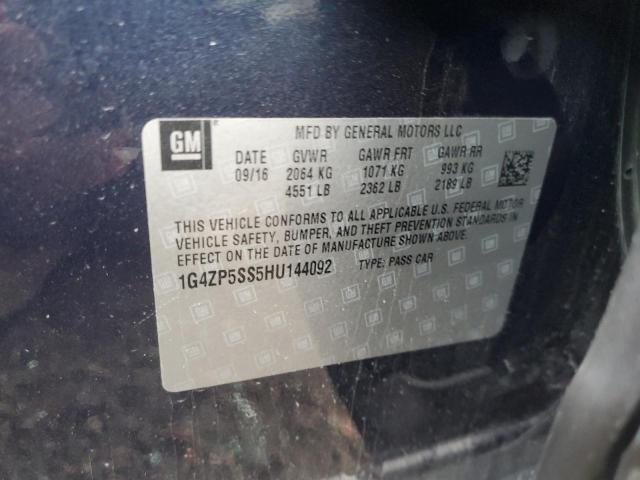 GM
MFD BY GENERAL MOTORS LLC
DATE GVWR GAWR FRT GAWR RR
09/16 2064 KG 1071 KG 993 KG
4551 LB 2362 LB 2189 LB
THIS VEHICLE CONFORMS TO ALL APPLICABLE U.S. FEDERAL MOTOR
VEHICLE SAFETY, BUMPER, AND THEFT PREVENTION STANDARDS IN
EFFECT ON THE DATE OF MANUFACTURE SHOWN ABOVE.
1G4ZP5SS5HU144092 TYPE: PASS CAR